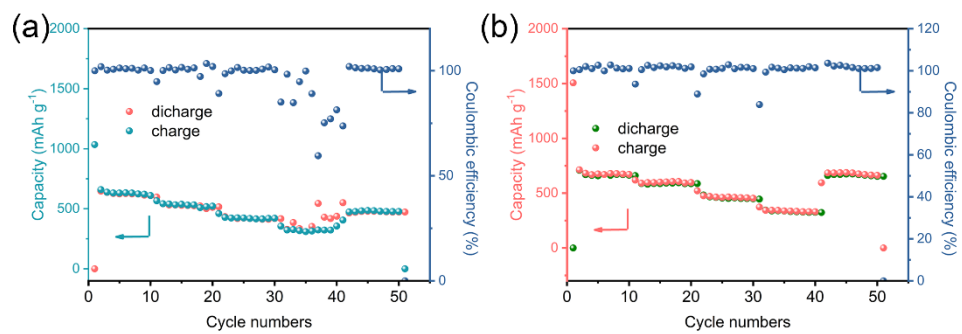 (a)
Capacity (mAh g⁻¹)
2000
1500
1000
500
0
dicharge
charge
100
50
0
Coulombic efficiency (%)
0 10 20 30 40 50
Cycle numbers
(b)
Capacity (mAh g⁻¹)
2000
1500
1000
500
0
dicharge
charge
120
100
80
60
40
20
0
Coulombic efficiency (%)
0 10 20 30 40 50
Cycle numbers